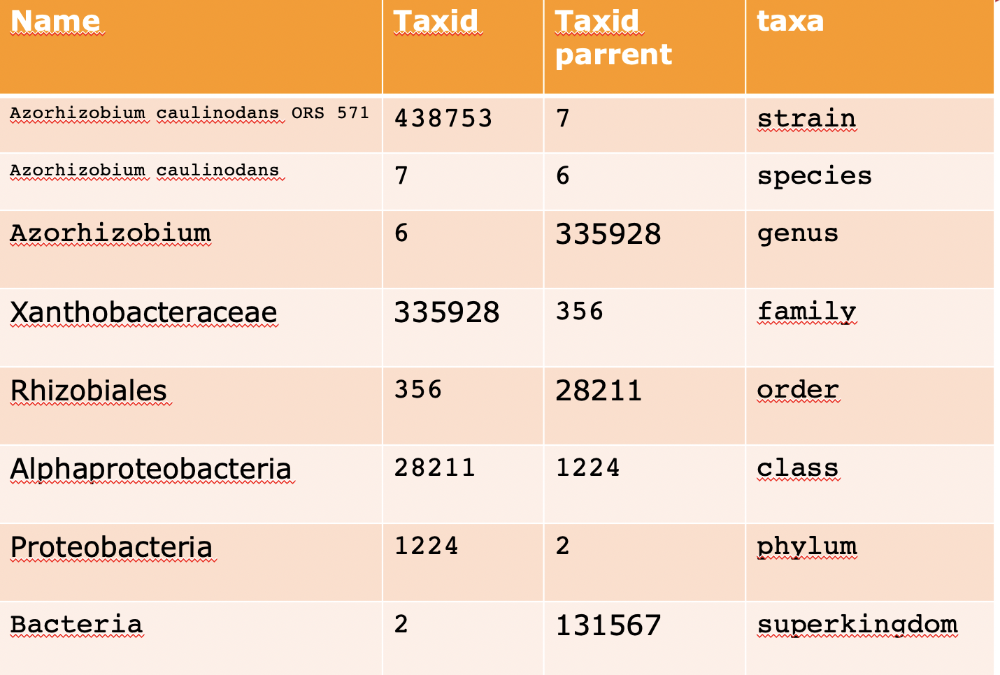 Name Taxid Taxid taxa
parrent
Azorhizobium caulinodans ORS 571 438753 7 strain
Azorhizobium caulinodans 7 6 species
Azorhizobium 6 335928 genus
Xanthobacteraceae 335928 356 family
Rhizobiales 356 28211 order
Alphaproteobacteria 28211 1224 class
Proteobacteria 1224 2 phylum
Bacteria 2 131567 superkingdom